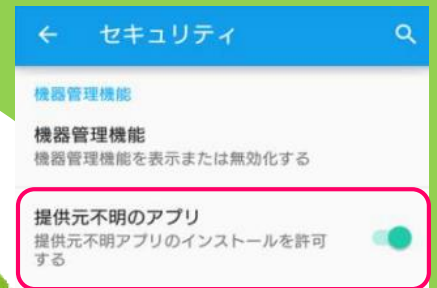 セキュリティ
機器管理機能
機器管理機能
機器管理機能を表示または無効化する
提供元不明のアプリ
提供元不明アプリのインストールを許可
する